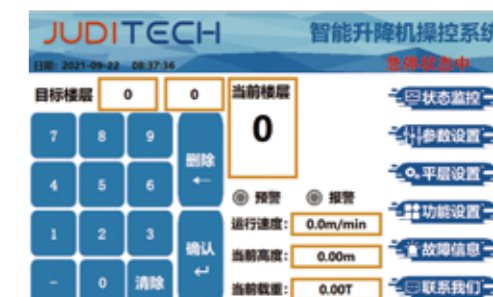 JUDITECH
智能升降机操控系统
日期: 2021-09-22 08:37:36
急停状态中
目标楼层 0 0
当前楼层
0
7 8 9
删除
←
4 5 6
1 2 3
确认
- 0 清除
预警 报警
运行速度: 0.0m/min
当前高度: 0.00m
当前载重: 0.00T
状态监控
参数设置
平层设置
功能设置
故障信息
联系我们